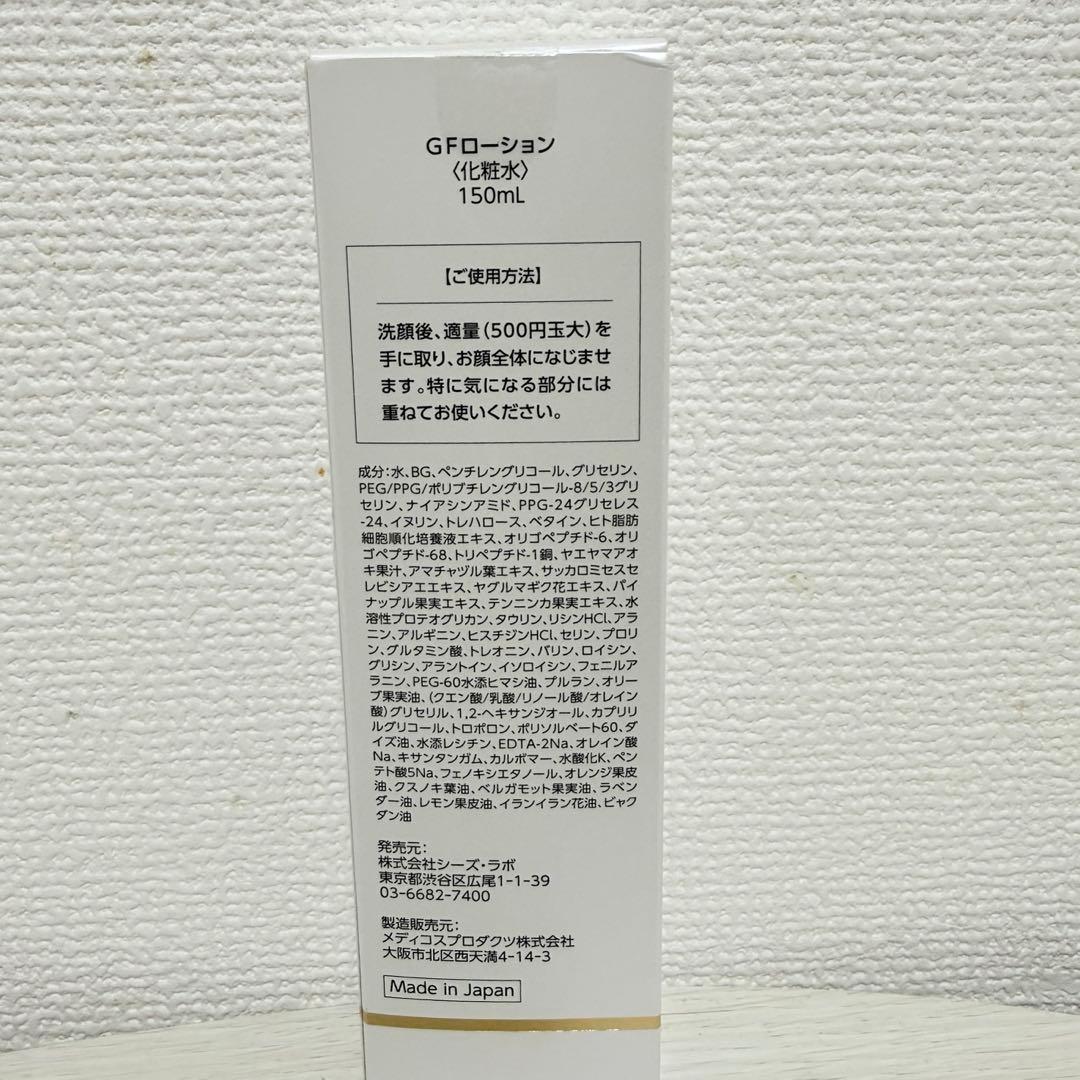 GFローション
〈化粧水〉
150mL
【ご使用方法】
洗顔後、適量(500円玉大)を
手に取り、お顔全体になじませ
ます。特に気になる部分には
重ねてお使いください。
成分:水、BG、ペンチレングリコール、グリセリン、
PEG/PPG/ポリブチレングリコール-8/5/3グリ
セリン、ナイアシンアミド、PPG-24グリセレス
-24、イヌリン、トレハロース、ベタイン、ヒト脂肪
細胞順化培養液エキス、オリゴペプチド-6、オリ
ゴペプチド-68、トリペプチド-1銅、ヤエヤマアオ
キ果汁、アマチャヅル葉エキス、サッカロミセスセ
レビシアエエキス、ヤグルマギク花エキス、パイ
ナップル果実エキス、テンニンカ果実エキス、水
溶性プロテオグリカン、タウリン、リシンHCl、アラ
ニン、アルギニン、ヒスチジンHCl、セリン、プロリ
ン、グルタミン酸、トレオニン、バリン、ロイシン、
グリシン、アラントイン、イソロイシン、フェニルア
ラニン、PEG-60水添ヒマシ油、プルラン、オリー
ブ果実油、(クエン酸/乳酸/リノール酸/オレイン
酸)グリセリル、1,2-ヘキサンジオール、カプリリ
ルグリコール、トロポロン、ポリソルベート60、ダ
イズ油、水添レシチン、EDTA-2Na、オレイン酸
Na、キサンタンガム、カルボマー、水酸化K、ペン
テト酸5Na、フェノキシエタノール、オレンジ果皮
油、クスノキ葉油、ベルガモット果実油、ラベン
ダー油、レモン果皮油、イランイラン花油、ビャク
ダン油
発売元:
株式会社シーズ・ラボ
東京都渋谷区広尾1-1-39
03-6682-7400
製造販売元:
メディコスプロダクツ株式会社
大阪市北区西天満4-14-3
Made in Japan